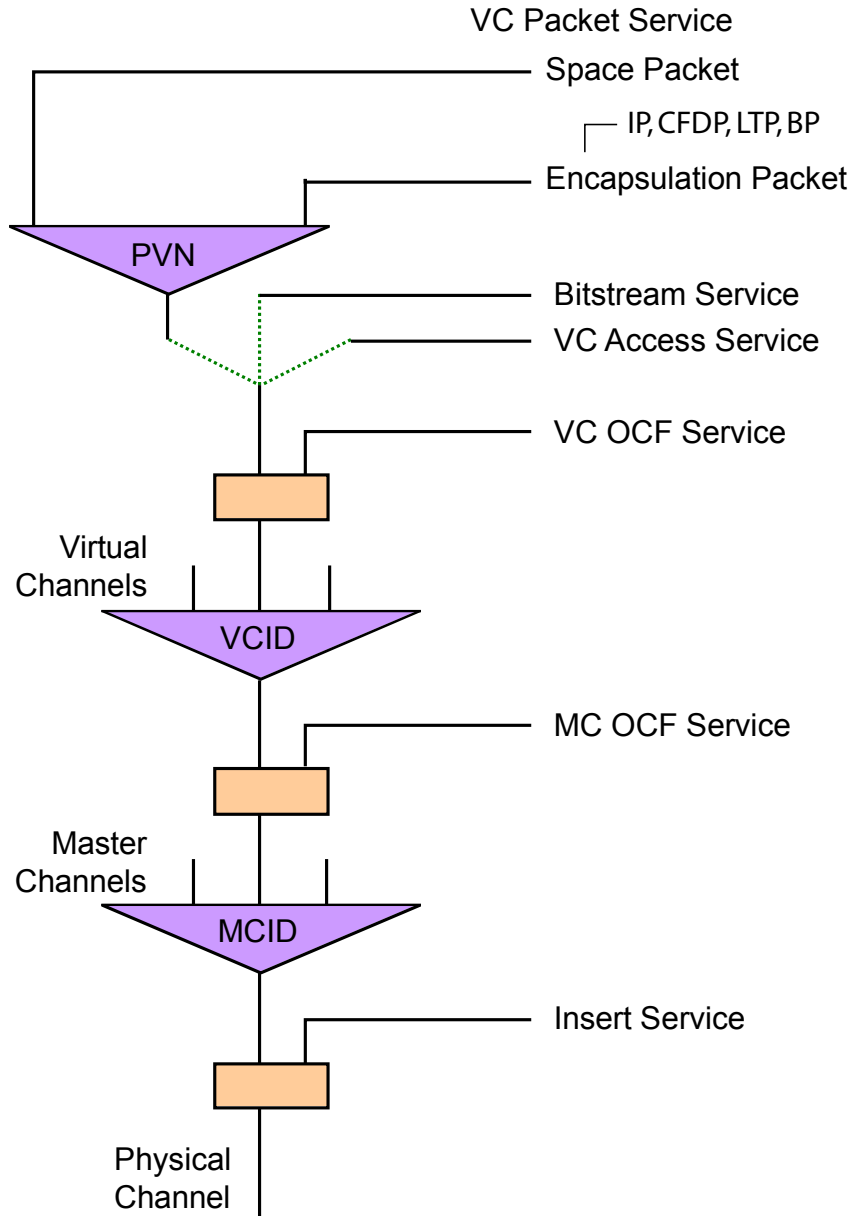 VC Packet Service
Space Packet
IP, CFDP, LTP, BP
Encapsulation Packet
PVN
Bitstream Service
VC Access Service
VC OCF Service
Virtual
Channels
VCID
MC OCF Service
Master
Channels
MCID
Insert Service
Physical
Channel